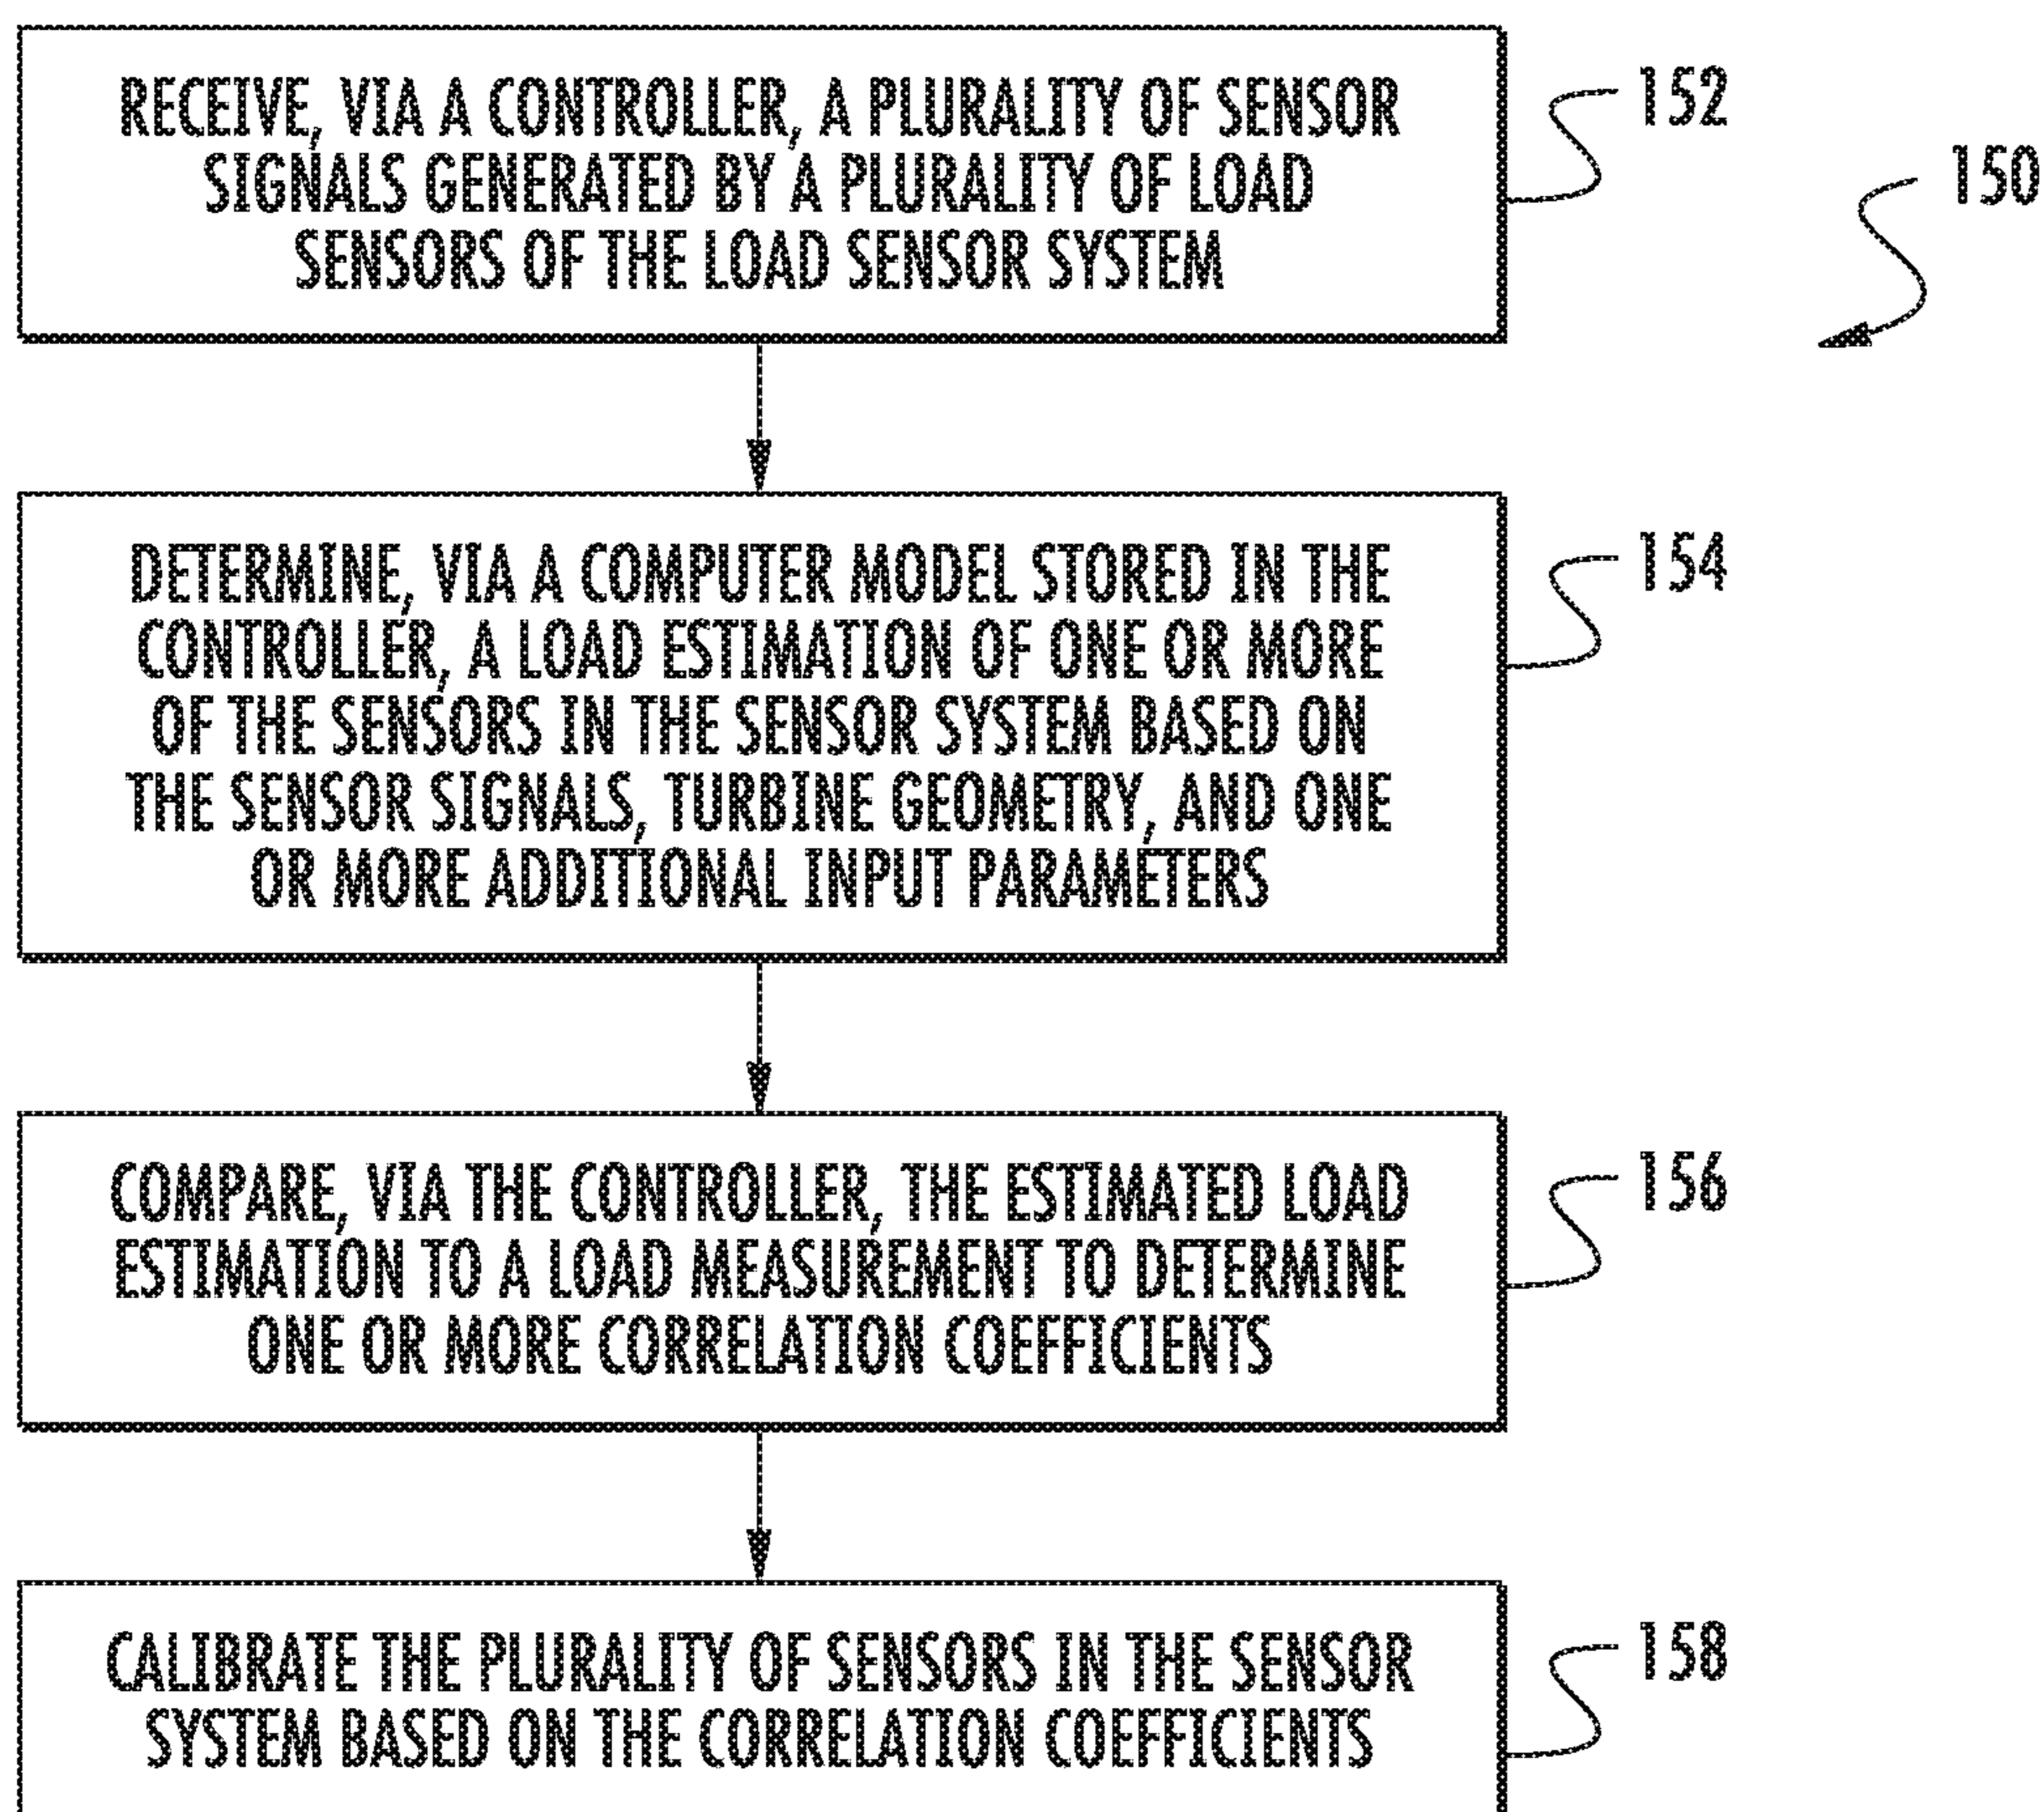 RECEIVE, VIA A CONTROLLER, A PLURALITY OF SENSOR
SIGNALS GENERATED BY A PLURALITY OF LOAD
SENSORS OF THE LOAD SENSOR SYSTEM
152
150
DETERMINE, VIA A COMPUTER MODEL STORED IN THE
CONTROLLER, A LOAD ESTIMATION OF ONE OR MORE
OF THE SENSORS IN THE SENSOR SYSTEM BASED ON
THE SENSOR SIGNALS, TURBINE GEOMETRY, AND ONE
OR MORE ADDITIONAL INPUT PARAMETERS
154
COMPARE, VIA THE CONTROLLER, THE ESTIMATED LOAD
ESTIMATION TO A LOAD MEASUREMENT TO DETERMINE
ONE OR MORE CORRELATION COEFFICIENTS
156
CALIBRATE THE PLURALITY OF SENSORS IN THE SENSOR
SYSTEM BASED ON THE CORRELATION COEFFICIENTS
158